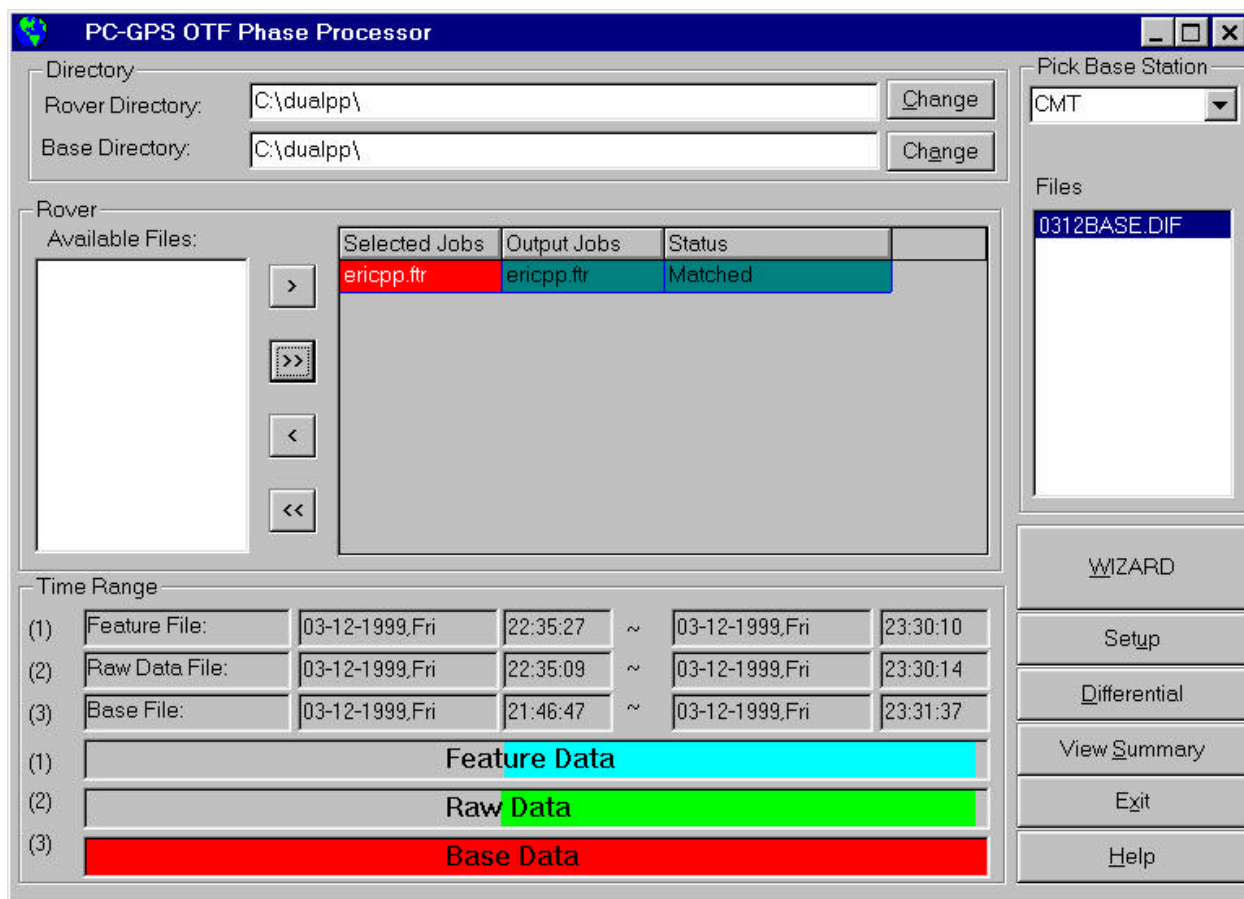 PC-GPS OTF Phase Processor
Directory
Rover Directory: C:\dualpp\ Change
Base Directory: C:\dualpp\ Change
Pick Base Station
CMT
Files
0312BASE.DIF
Rover
Available Files:
Selected Jobs Output Jobs Status
ericpp.ftr ericpp.ftr Matched
>
>>
<
<<
Time Range
(1) Feature File: 03-12-1999,Fri 22:35:27 ~ 03-12-1999,Fri 23:30:10
(2) Raw Data File: 03-12-1999,Fri 22:35:09 ~ 03-12-1999,Fri 23:30:14
(3) Base File: 03-12-1999,Fri 21:46:47 ~ 03-12-1999,Fri 23:31:37
(1) Feature Data
(2) Raw Data
(3) Base Data
WIZARD
Setup
Differential
View Summary
Exit
Help